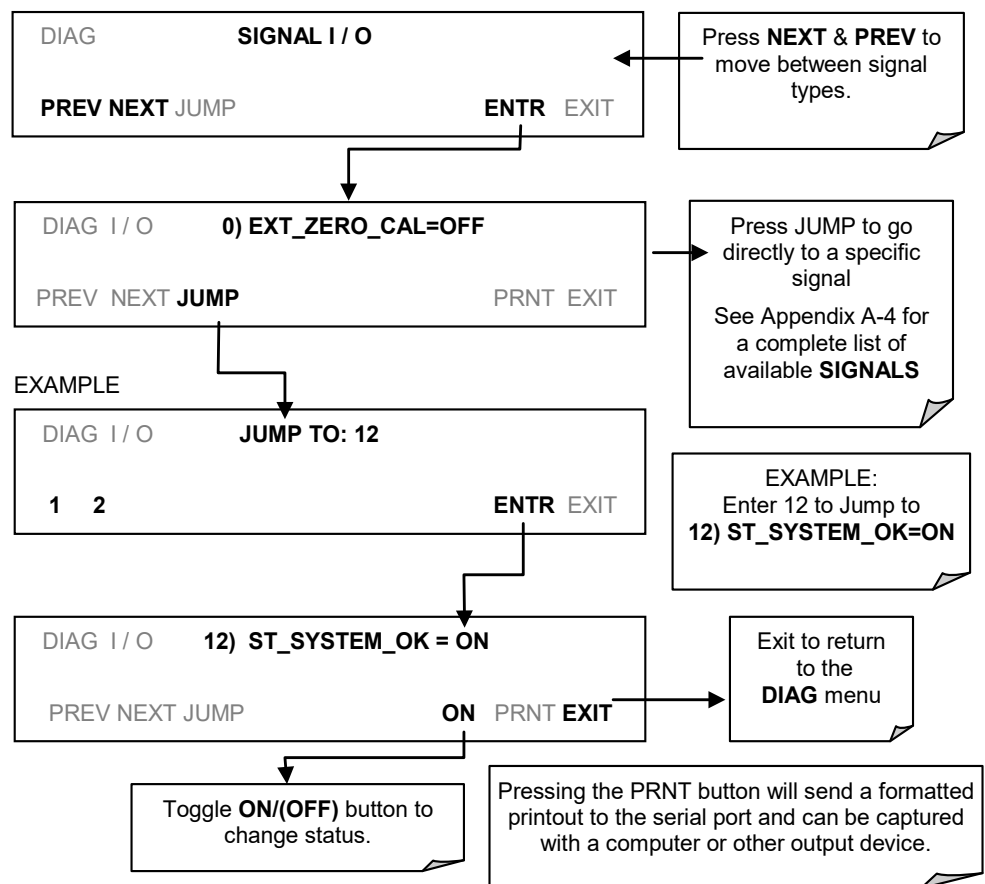 DIAG SIGNAL I / O
PREV NEXT JUMP ENTR EXIT
Press NEXT & PREV to
move between signal
types.
DIAG I / O 0) EXT_ZERO_CAL=OFF
PREV NEXT JUMP PRNT EXIT
Press JUMP to go
directly to a specific
signal
See Appendix A-4 for
a complete list of
available SIGNALS
EXAMPLE
DIAG I / O JUMP TO: 12
1 2 ENTR EXIT
EXAMPLE:
Enter 12 to Jump to
12) ST_SYSTEM_OK=ON
DIAG I / O 12) ST_SYSTEM_OK = ON
PREV NEXT JUMP ON PRNT EXIT
Exit to return
to the
DIAG menu
Toggle ON/(OFF) button to
change status.
Pressing the PRNT button will send a formatted
printout to the serial port and can be captured
with a computer or other output device.